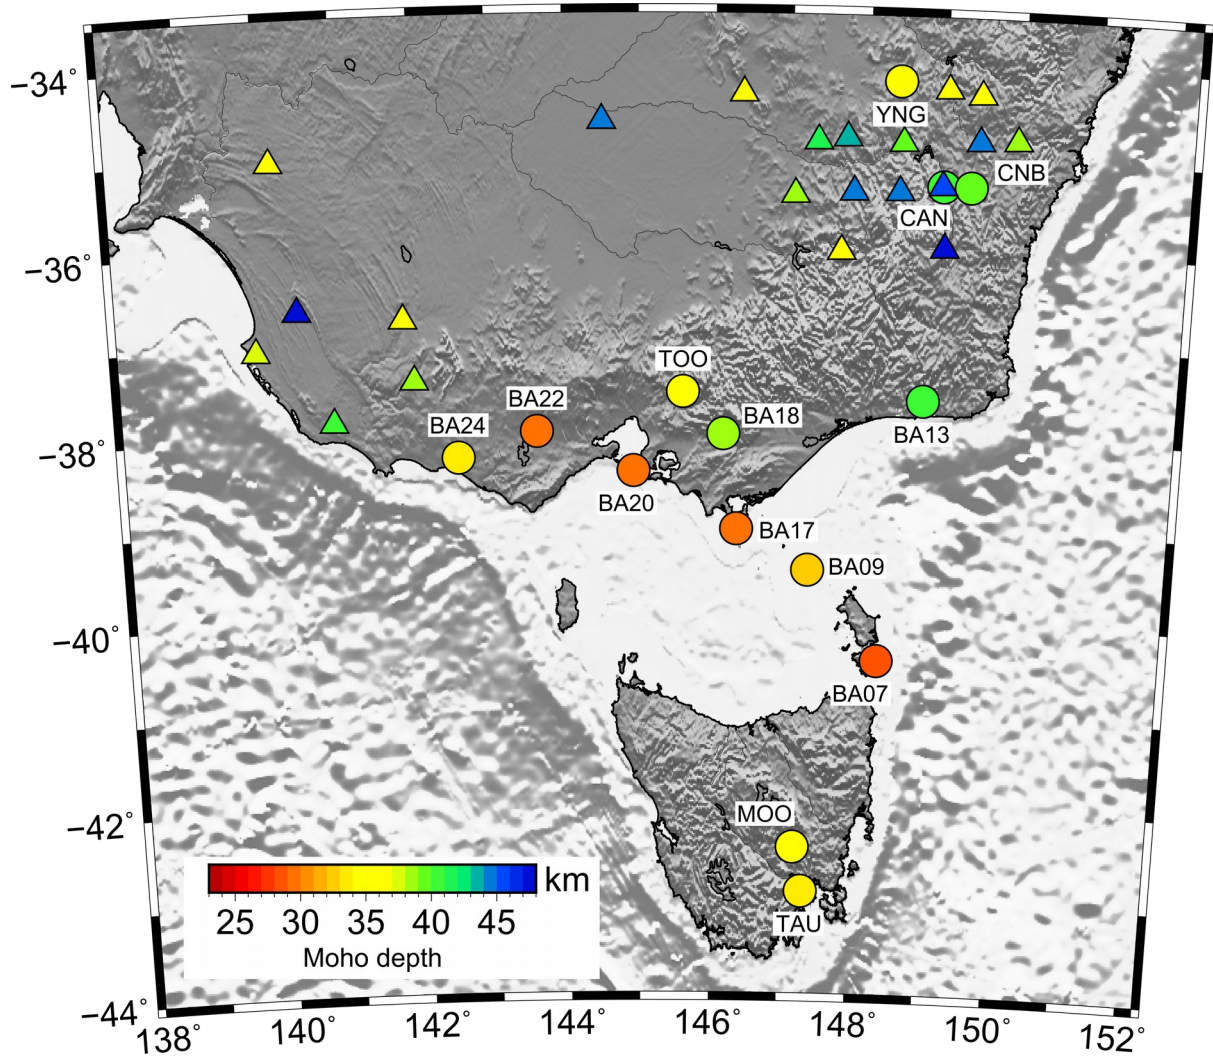 −34°
YNG
CNB
CAN
−36°
TOO
BA22
BA18
BA24
BA13
−38°
BA20
BA17
BA09
−40°
BA07
MOO
−42°
km
25 30 35 40 45
TAU
Moho depth
−44°
138° 140° 142° 144° 146° 148° 150° 152°